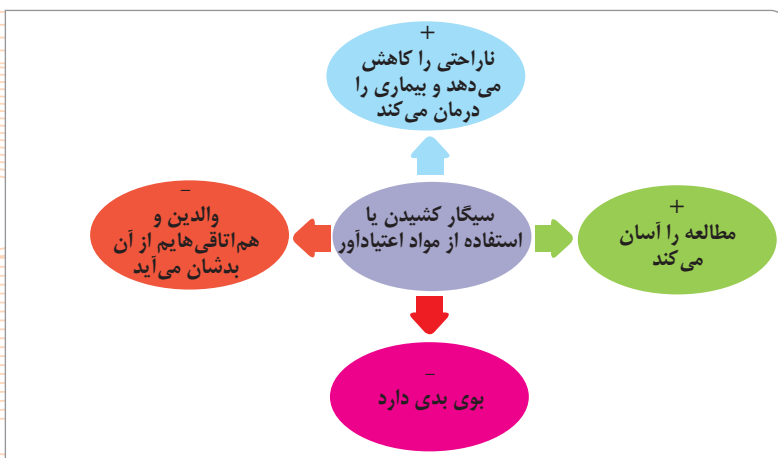 +
ناراحتی را کاهش
می‌دهد و بیماری را
درمان می‌کند
سیگار کشیدن یا
استفاده از مواد اعتیادآور
+
مطالعه را آسان
می‌کند
–
والدین و
هم‌اتاقی‌هایم از آن
بدشان می‌آید
–
بوی بدی دارد